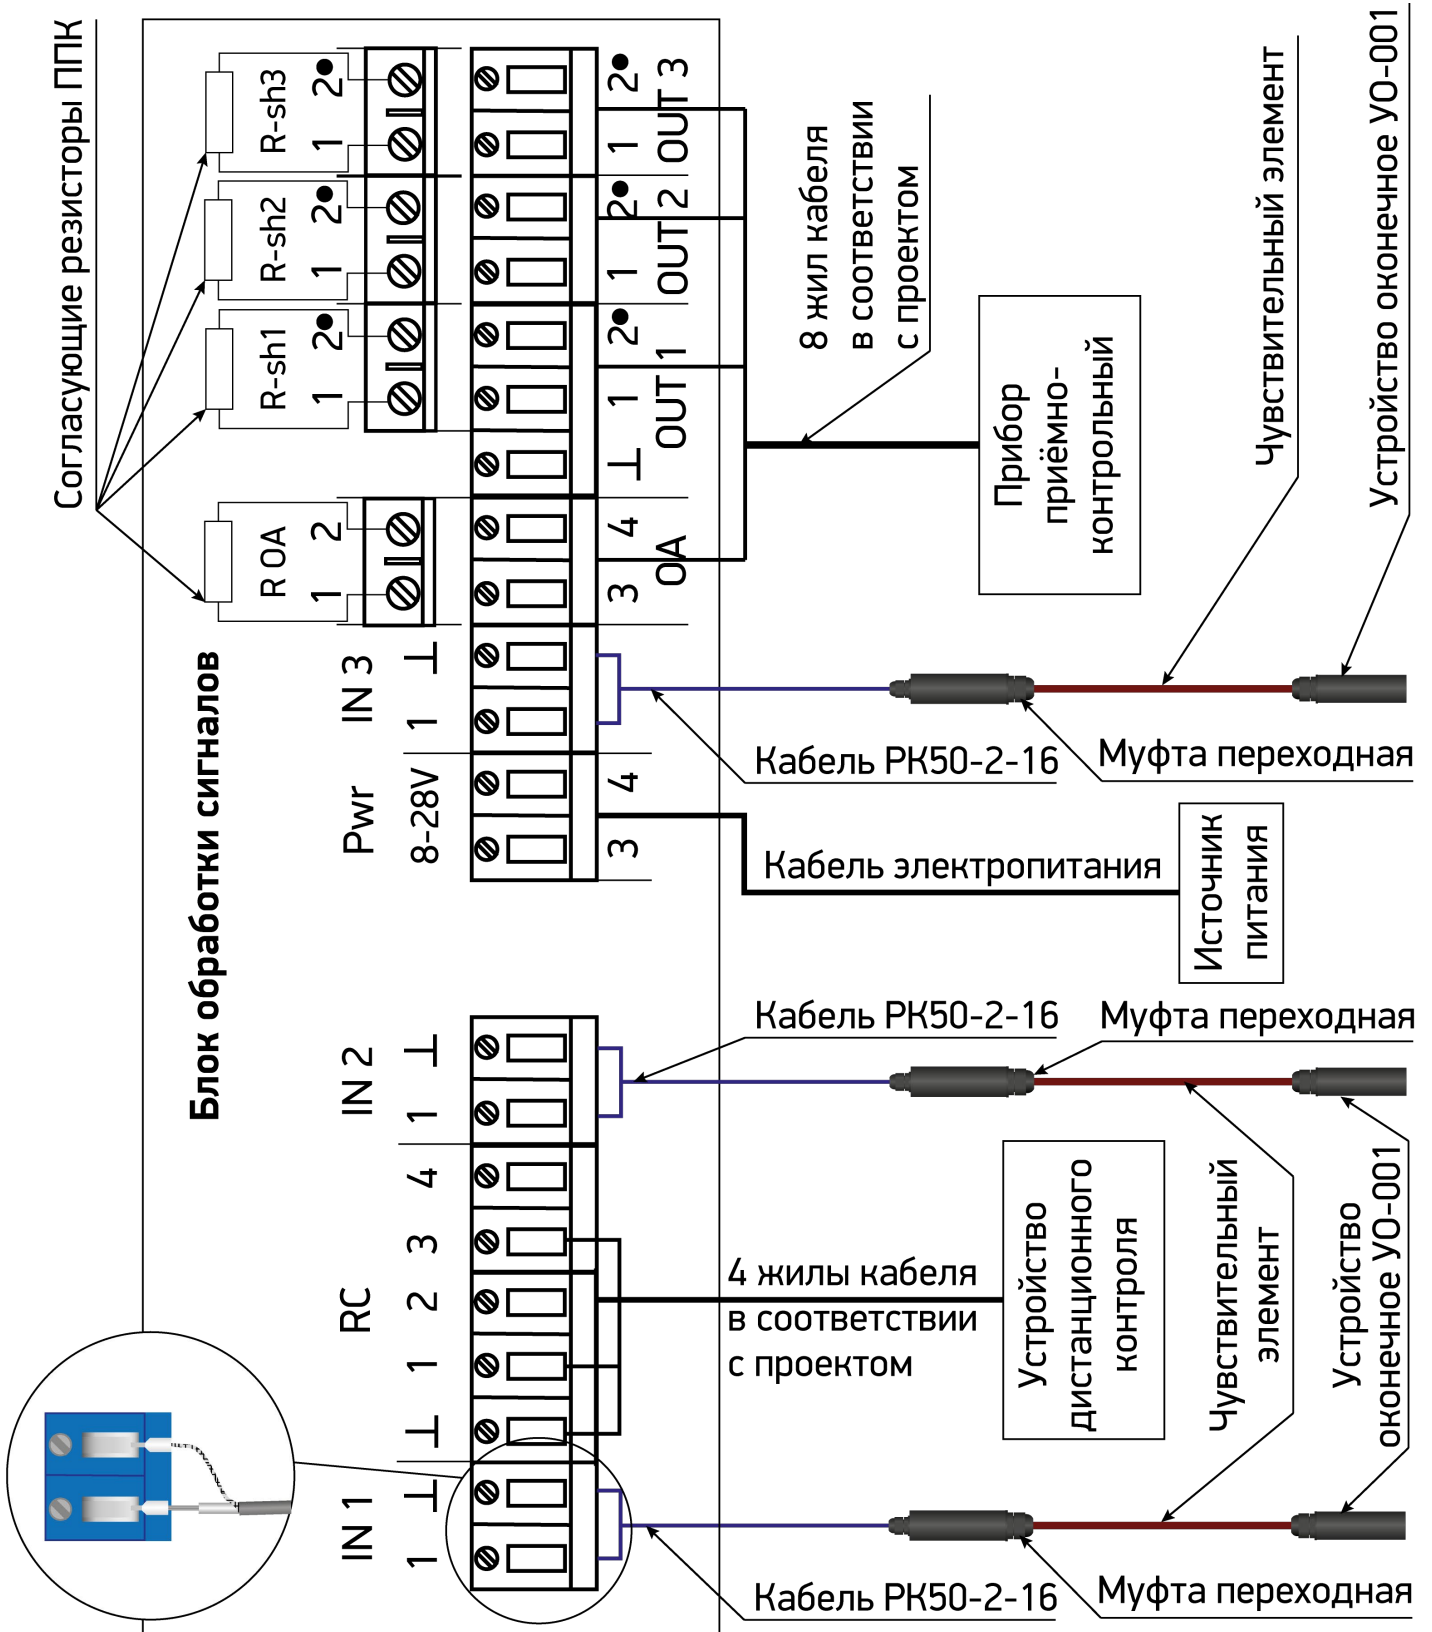 Согласующие резисторы ППК
R-sh3
2
1
R-sh2
2
1
R-sh1
2
1
R OA
2
1
2
1
OUT 3
2
1
OUT 2
2
1
OUT 1
⊥
4
3
OA
8 жил кабеля
в соответствии
с проектом
Прибор
приёмно-
контрольный
Чувствительный элемент
Устройство оконечное УО-001
Блок обработки сигналов
IN 3
⊥
1
Кабель РК50-2-16
Муфта переходная
Pwr
8-28V
4
3
Кабель электропитания
Источник
питания
IN 2
⊥
1
Кабель РК50-2-16
Муфта переходная
RC
4
3
2
1
⊥
4 жилы кабеля
в соответствии
с проектом
Устройство
дистанционного
контроля
Чувствительный
элемент
Устройство
оконечное УО-001
IN 1
⊥
1
Кабель РК50-2-16
Муфта переходная